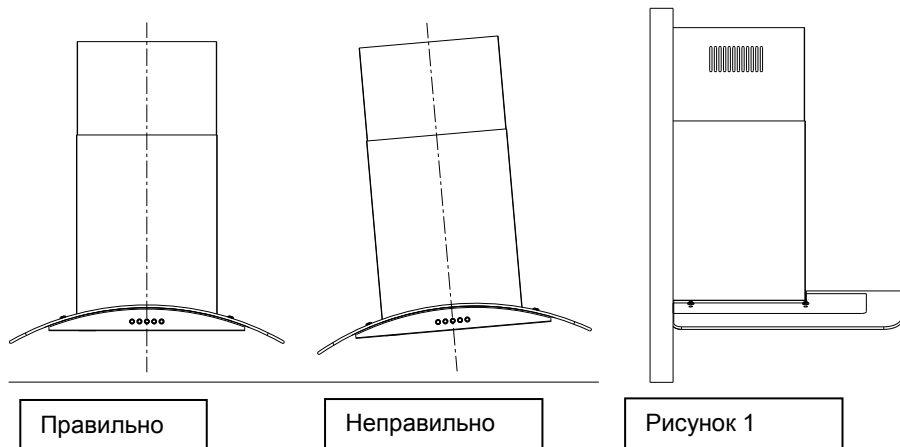 Правильно
Неправильно
Рисунок 1